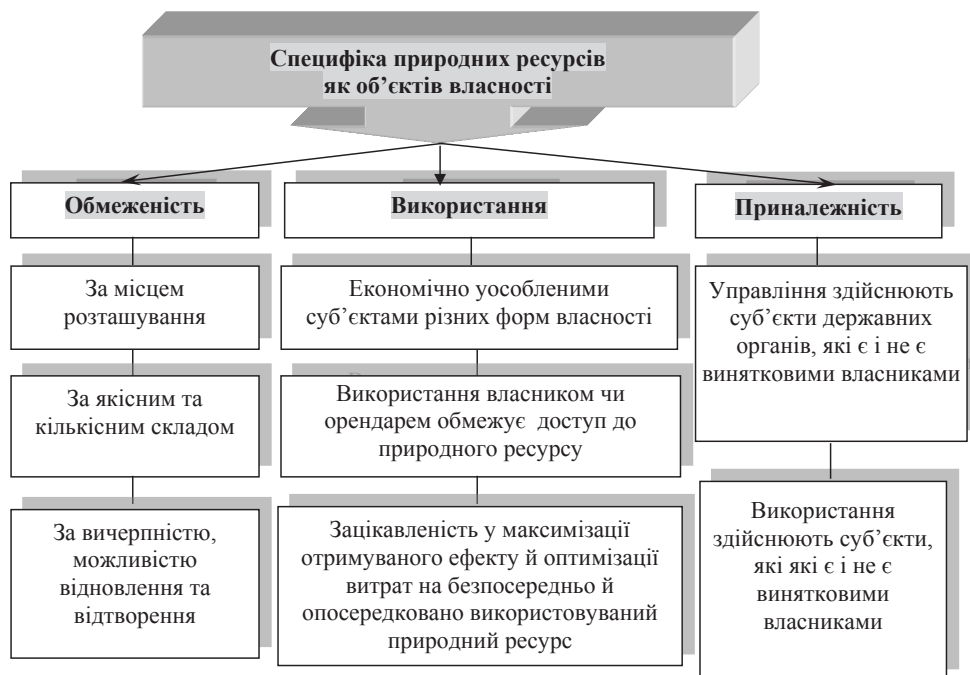 Специфіка природних ресурсів
як об’єктів власності
Обмеженість
За місцем
розташування
За якісним та
кількісним складом
За вичерпністю,
можливістю
відновлення та
відтворення
Використання
Економічно уособленими
суб’єктами різних форм власності
Використання власником чи
орендарем обмежує доступ до
природного ресурсу
Зацікавленість у максимізації
отримуваного ефекту й оптимізації
витрат на безпосередньо й
опосередковано використовуваний
природний ресурс
Приналежність
Управління здійснюють
суб’єкти державних
органів, які є і не є
винятковими власниками
Використання
здійснюють суб’єкти,
які які є і не є
винятковими
власниками